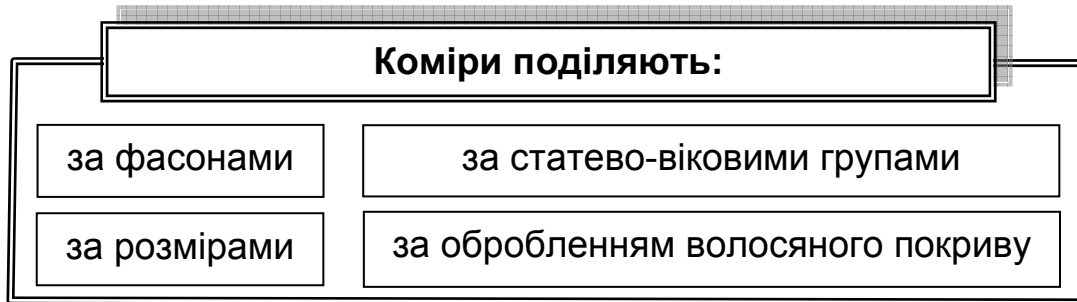 Коміри поділяють:
за фасонами
за статево-віковими групами
за розмірами
за обробленням волосяного покриву